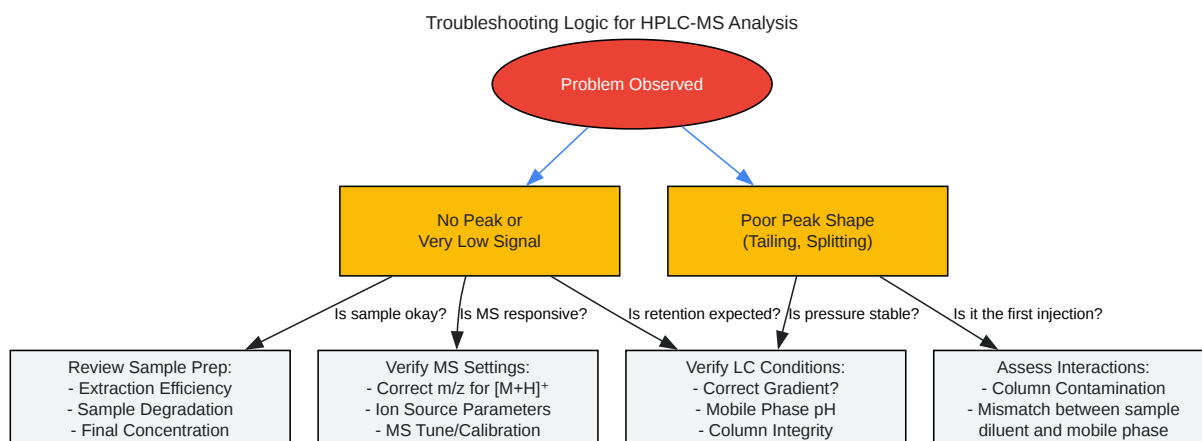 Troubleshooting Logic for HPLC-MS Analysis
Problem Observed
No Peak or
Very Low Signal
Poor Peak Shape
(Tailing, Splitting)
Is sample okay?
Is MS responsive?
Is retention expected?
Is pressure stable?
Is it the first injection?
Review Sample Prep:
- Extraction Efficiency
- Sample Degradation
- Final Concentration
Verify MS Settings:
- Correct m/z for [M+H]⁺
- Ion Source Parameters
- MS Tune/Calibration
Verify LC Conditions:
- Correct Gradient?
- Mobile Phase pH
- Column Integrity
Assess Interactions:
- Column Contamination
- Mismatch between sample
diluent and mobile phase